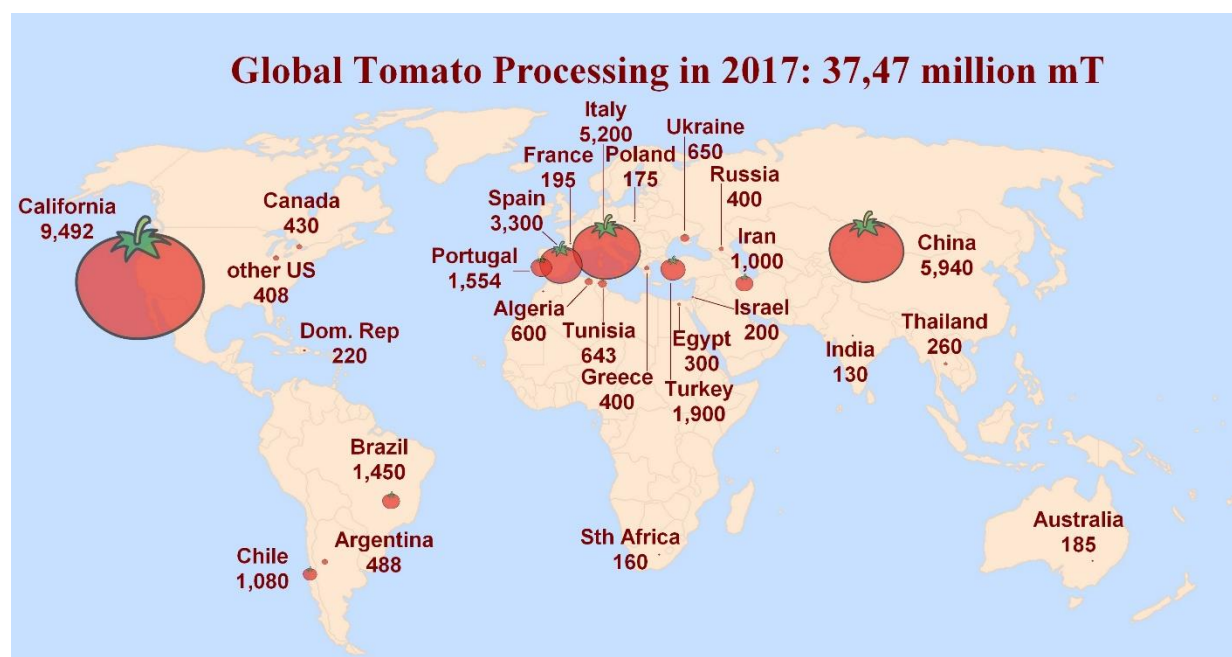 Global Tomato Processing in 2017: 37,47 million mT
Italy
5,200
Ukraine
650
France
195
Poland
175
Russia
400
Spain
3,300
California
9,492
Canada
430
Iran
1,000
China
5,940
Portugal
1,554
other US
408
Algeria
600
Tunisia
643
Israel
200
Egypt
300
Thailand
260
Dom. Rep
220
India
130
Greece
400
Turkey
1,900
Brazil
1,450
Argentina
488
Chile
1,080
Sth Africa
160
Australia
185